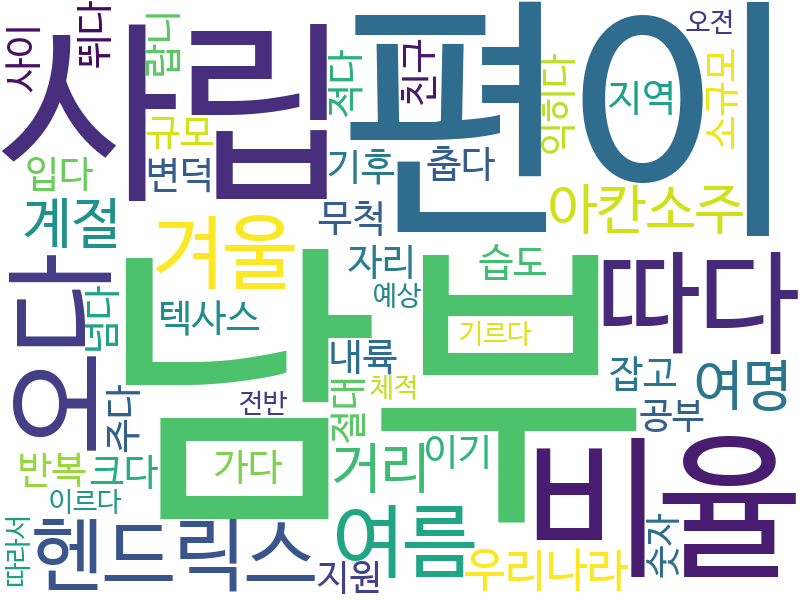 사립
편이
남부
비율
따다
오다
겨울
여름
헨드릭스
계절
아칸소주
여명
거리
우리나라
텍사스
사이
뛰다
랍니
규모
변덕
입다
적다
친구
기후
춥다
무척
익히다
지역
오전
소규모
자리
습도
예상
기르다
넘다
내륙
체적
절대
전반
주다
잡고
공부
이기
가다
반복
크다
이르다
따라서
지원
숫자